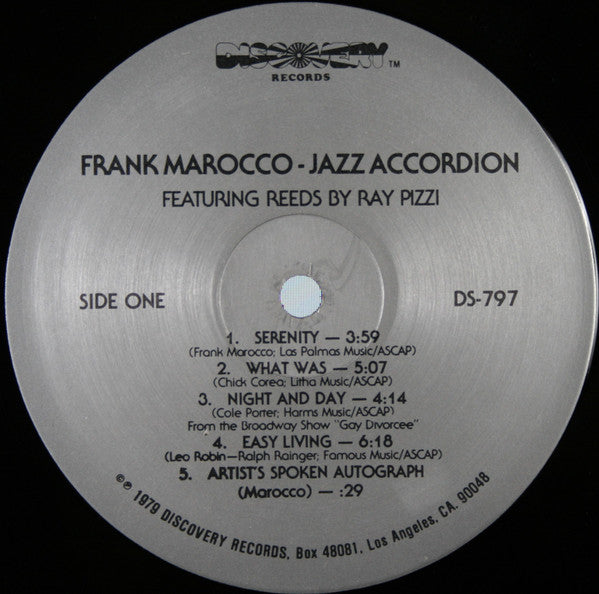 DISCOVERY TM
RECORDS
FRANK MAROCCO - JAZZ ACCORDION
FEATURING REEDS BY RAY PIZZI
SIDE ONE
DS-797
1. SERENITY — 3:59
(Frank Marocco; Las Palmas Music/ASCAP)
2. WHAT WAS — 5:07
(Chick Corea; Litha Music/ASCAP)
3. NIGHT AND DAY — 4:14
(Cole Porter; Harms Music/ASCAP)
From the Broadway Show "Gay Divorcee"
4. EASY LIVING — 6:18
(Leo Robin—Ralph Rainger; Famous Music/ASCAP)
5. ARTIST'S SPOKEN AUTOGRAPH
(Marocco) — :29
©℗ 1979 DISCOVERY RECORDS, Box 48081, Los Angeles, CA. 90048